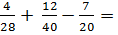 4/28 + 12/40 − 7/20 =